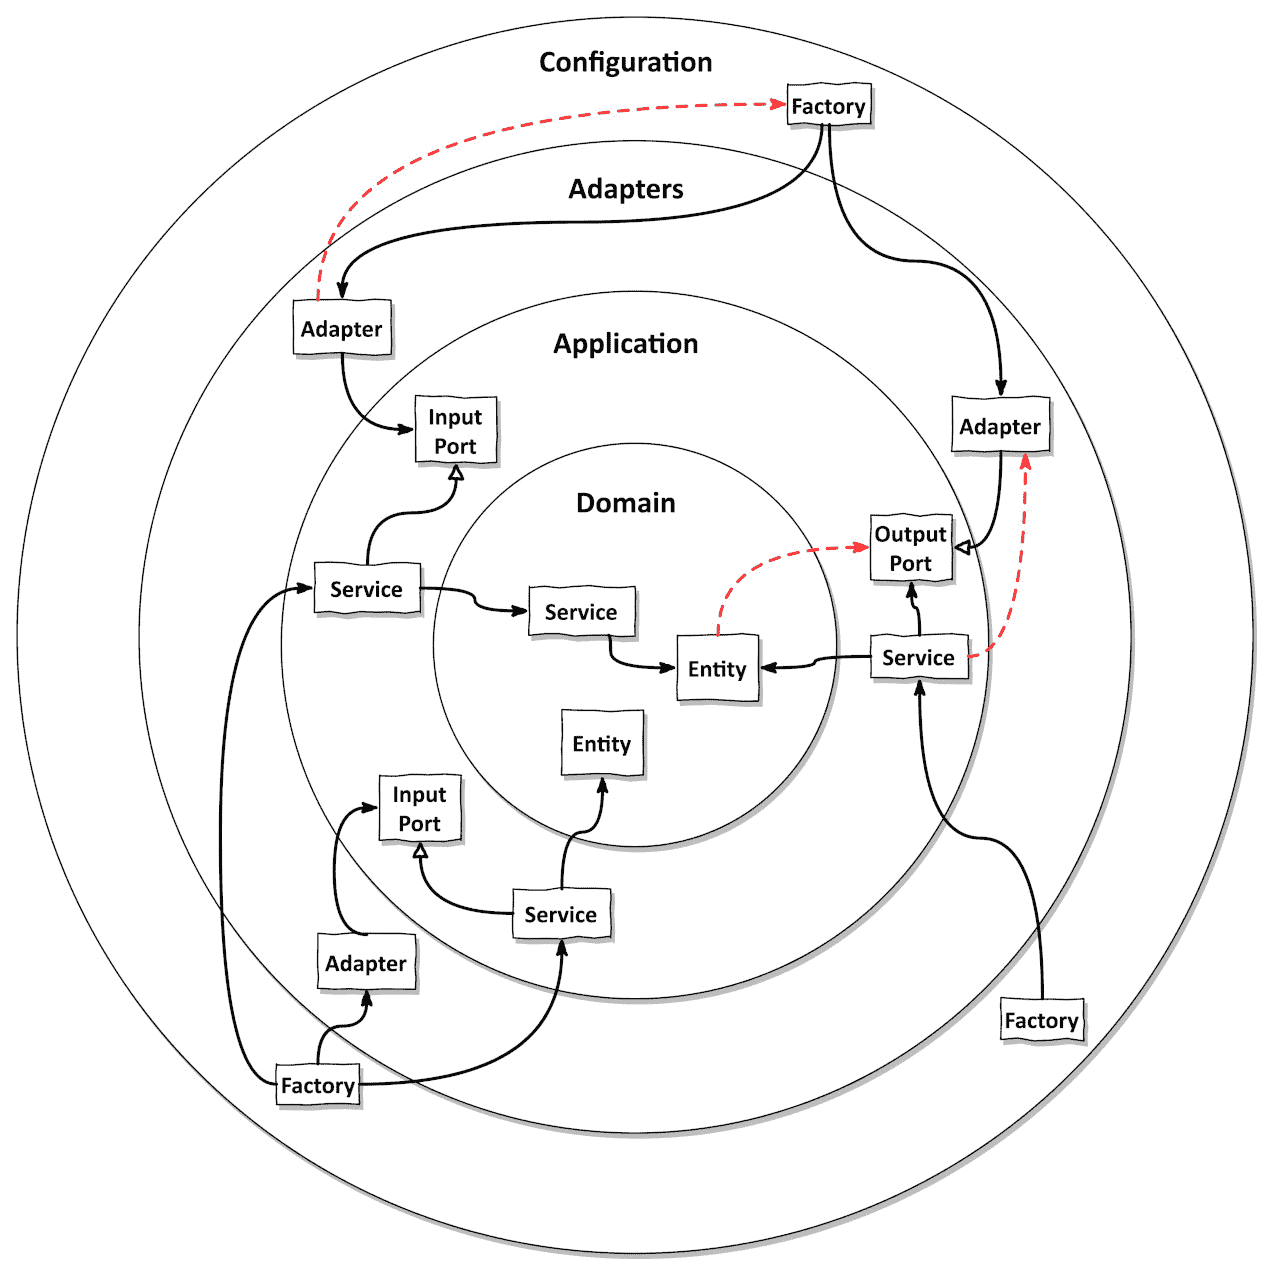 Configuration
Factory
Adapters
Adapter
Application
Input
Port
Adapter
Domain
Output
Port
Service
Service
Service
Entity
Entity
Input
Port
Service
Adapter
Factory
Factory